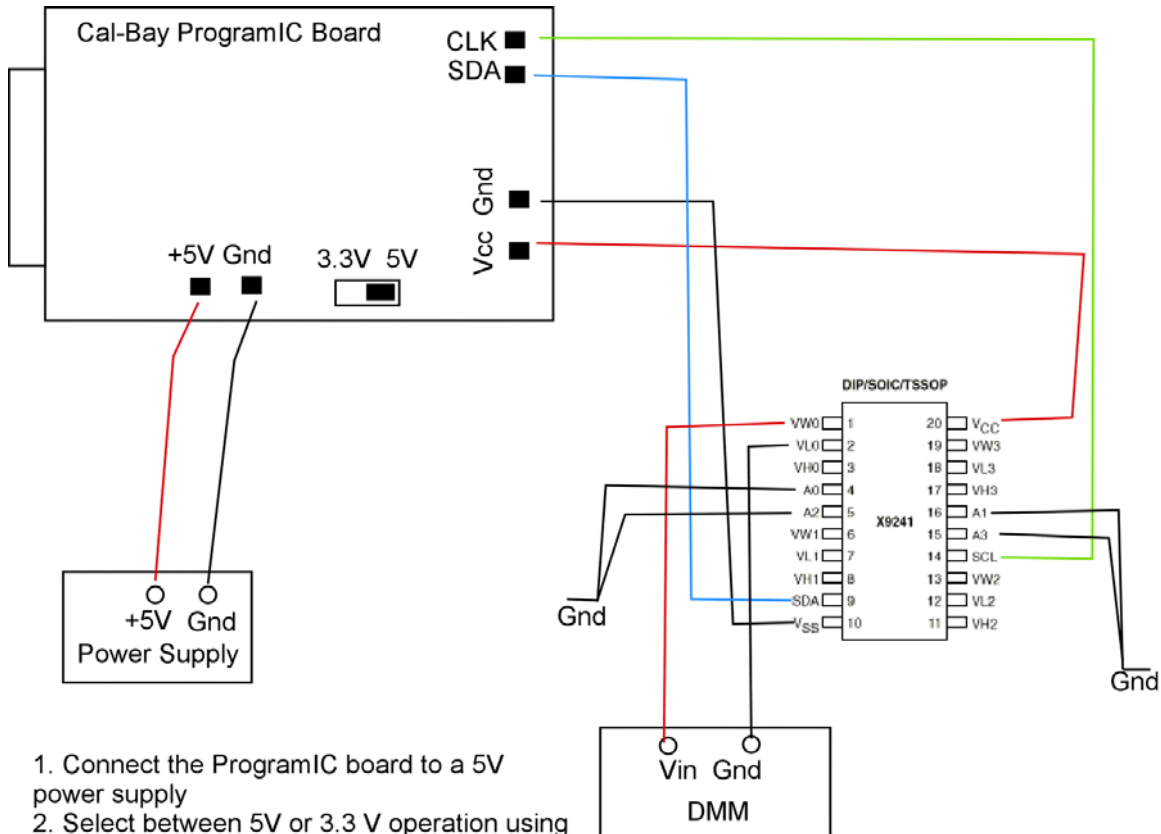 Cal-Bay ProgramIC Board
CLK
SDA
Gnd
Vcc
+5V Gnd
3.3V 5V
+5V Gnd
Power Supply
DIP/SOIC/TSSOP
VW0 1 20 VCC
VL0 2 19 VW3
VH0 3 18 VL3
A0 4 17 VH3
A2 5 16 A1
VW1 6 15 A3
VL1 7 14 SCL
VH1 8 13 VW2
SDA 9 12 VL2
VSS 10 11 VH2
X9241
Gnd
Gnd
Vin Gnd
DMM
1. Connect the ProgramIC board to a 5V
power supply
2. Select between 5V or 3.3 V operation using